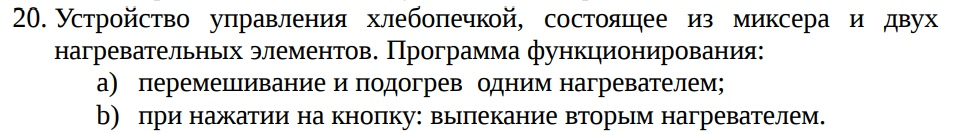 20. Устройство управления хлебопечкой, состоящее из миксера и двух
нагревательных элементов. Программа функционирования:
a) перемешивание и подогрев одним нагревателем;
b) при нажатии на кнопку: выпекание вторым нагревателем.